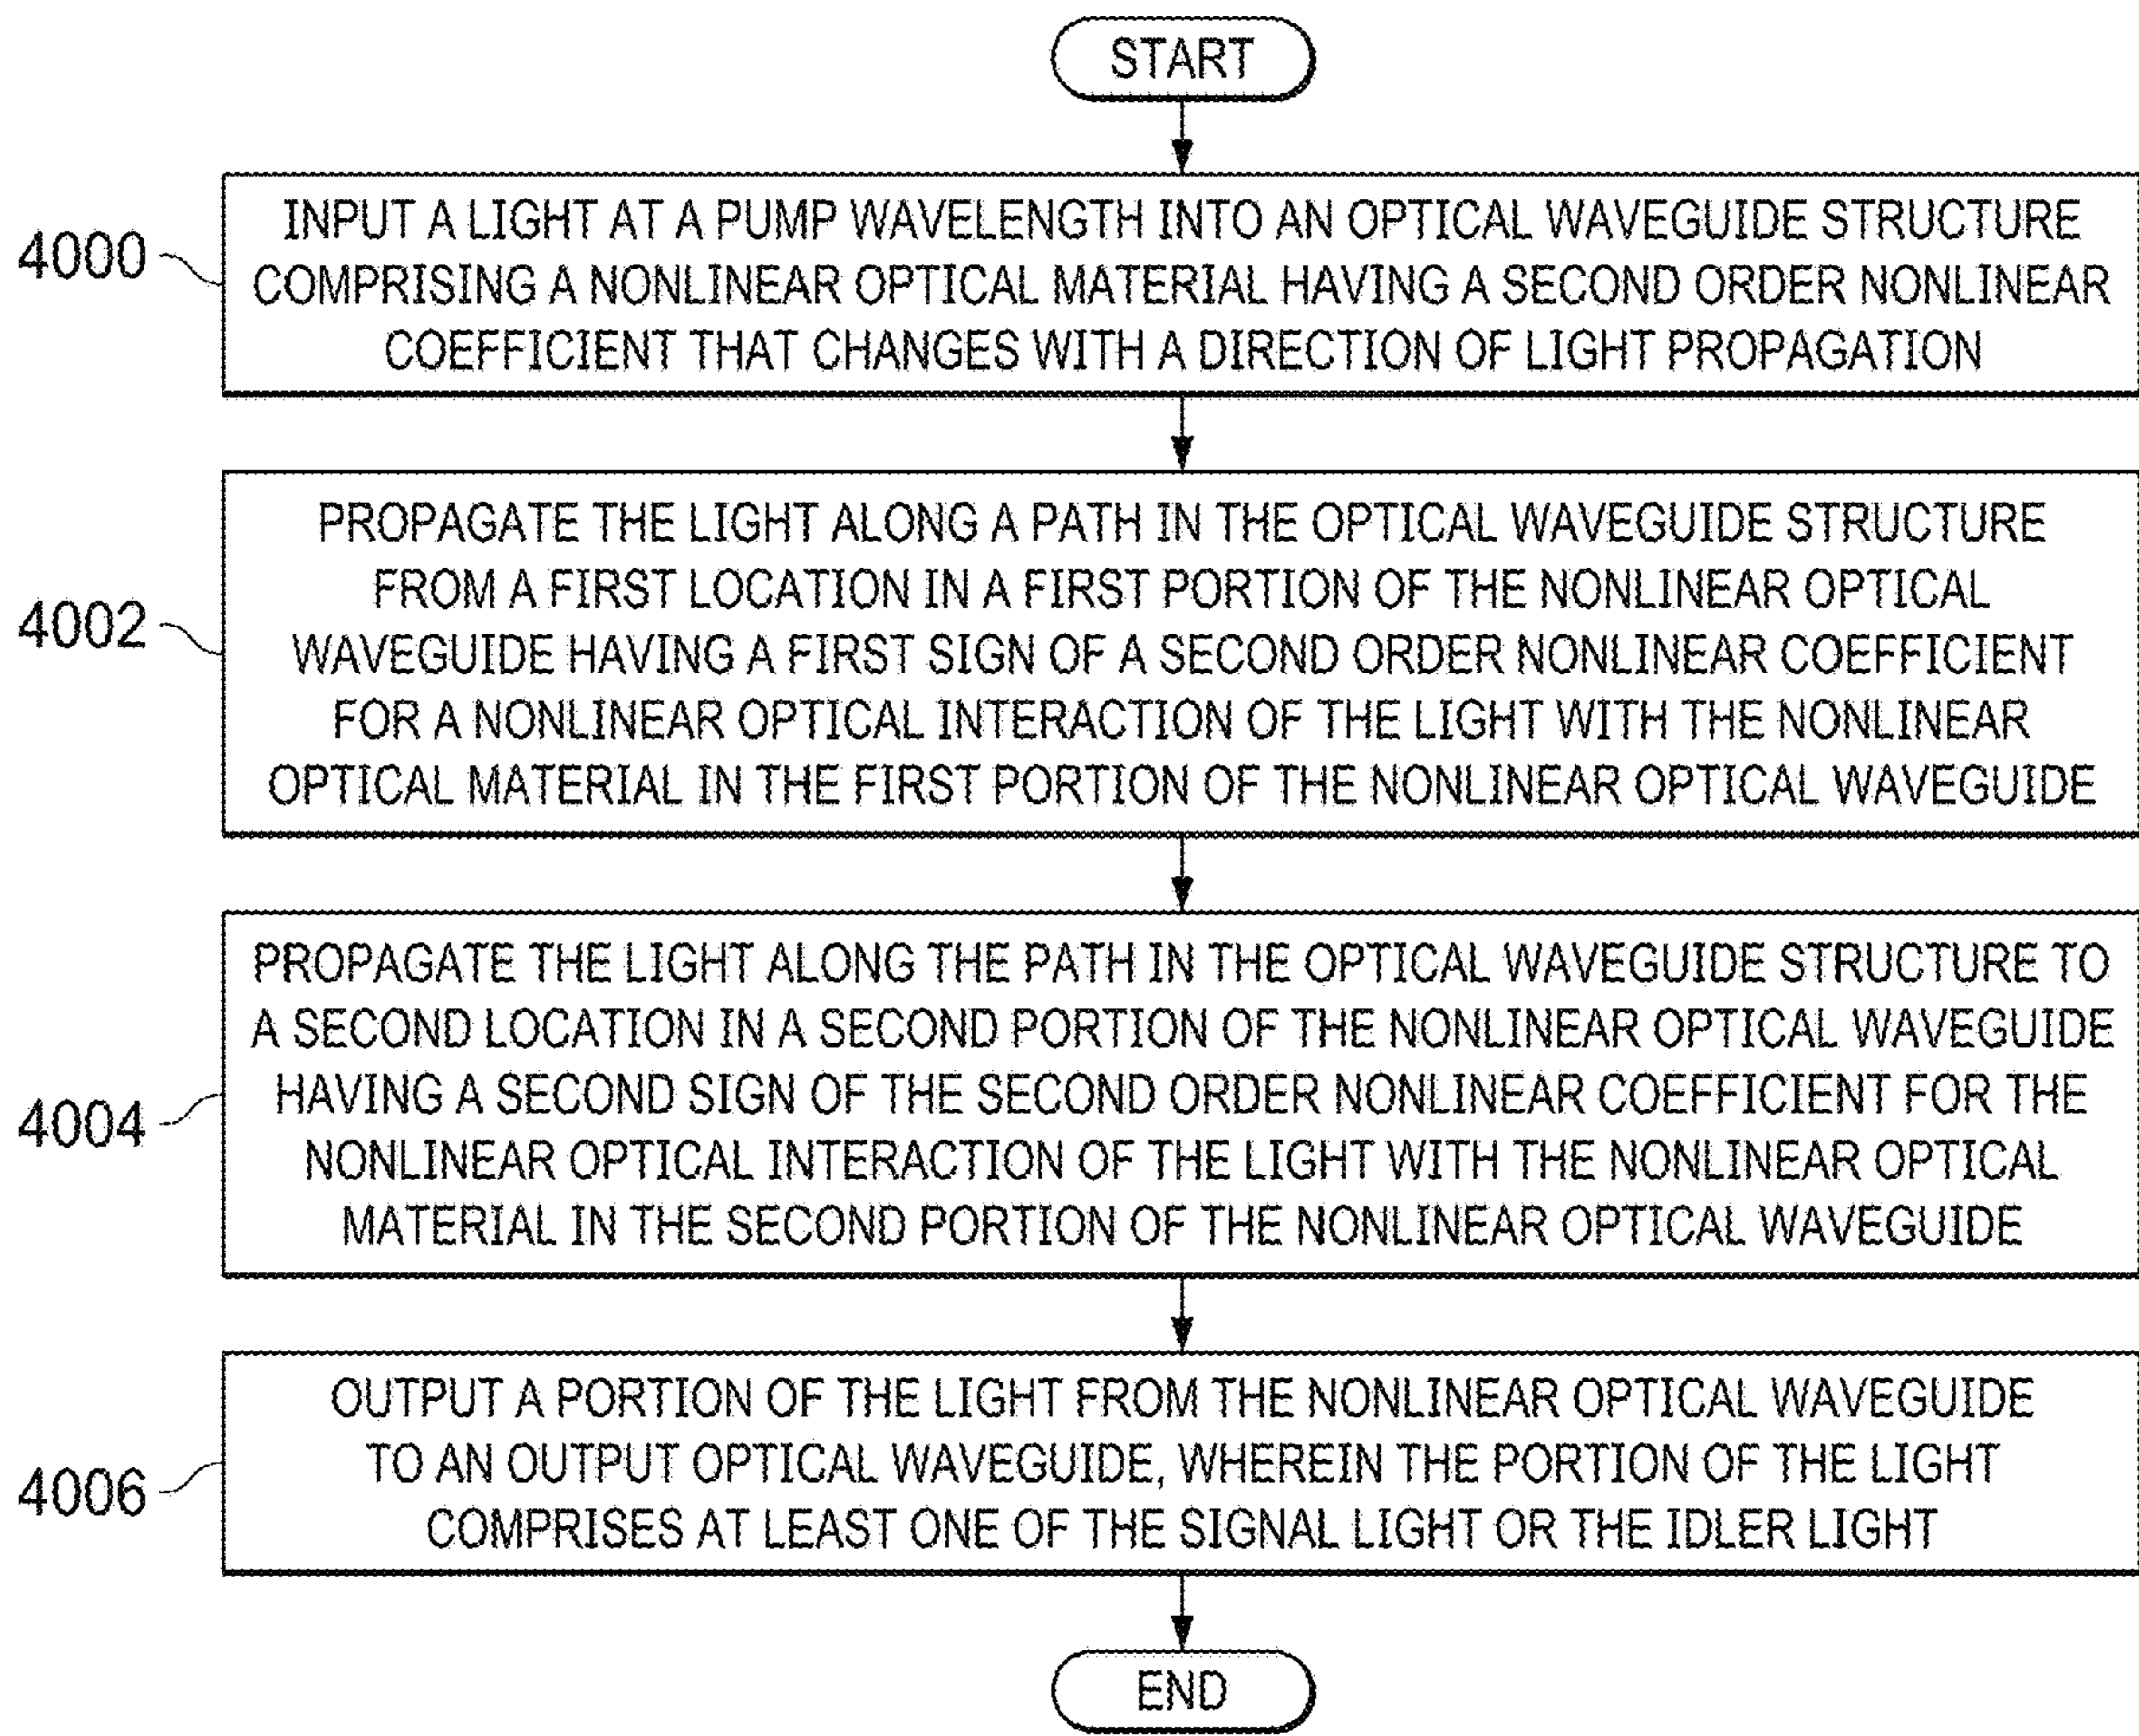 START
4000
INPUT A LIGHT AT A PUMP WAVELENGTH INTO AN OPTICAL WAVEGUIDE STRUCTURE
COMPRISING A NONLINEAR OPTICAL MATERIAL HAVING A SECOND ORDER NONLINEAR
COEFFICIENT THAT CHANGES WITH A DIRECTION OF LIGHT PROPAGATION
4002
PROPAGATE THE LIGHT ALONG A PATH IN THE OPTICAL WAVEGUIDE STRUCTURE
FROM A FIRST LOCATION IN A FIRST PORTION OF THE NONLINEAR OPTICAL
WAVEGUIDE HAVING A FIRST SIGN OF A SECOND ORDER NONLINEAR COEFFICIENT
FOR A NONLINEAR OPTICAL INTERACTION OF THE LIGHT WITH THE NONLINEAR
OPTICAL MATERIAL IN THE FIRST PORTION OF THE NONLINEAR OPTICAL WAVEGUIDE
4004
PROPAGATE THE LIGHT ALONG THE PATH IN THE OPTICAL WAVEGUIDE STRUCTURE TO
A SECOND LOCATION IN A SECOND PORTION OF THE NONLINEAR OPTICAL WAVEGUIDE
HAVING A SECOND SIGN OF THE SECOND ORDER NONLINEAR COEFFICIENT FOR THE
NONLINEAR OPTICAL INTERACTION OF THE LIGHT WITH THE NONLINEAR OPTICAL
MATERIAL IN THE SECOND PORTION OF THE NONLINEAR OPTICAL WAVEGUIDE
4006
OUTPUT A PORTION OF THE LIGHT FROM THE NONLINEAR OPTICAL WAVEGUIDE
TO AN OUTPUT OPTICAL WAVEGUIDE, WHEREIN THE PORTION OF THE LIGHT
COMPRISES AT LEAST ONE OF THE SIGNAL LIGHT OR THE IDLER LIGHT
END